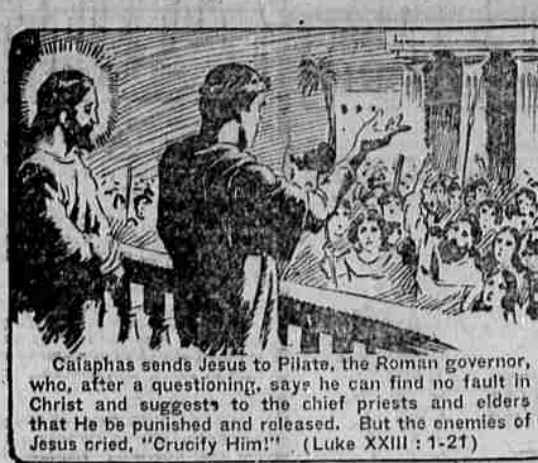 Caiaphas sends Jesus to Pilate, the Roman governor,
who, after a questioning, says he can find no fault in
Christ and suggests to the chief priests and elders
that He be punished and released. But the enemies of
Jesus cried, "Crucify Him!" (Luke XXIII : 1-21)